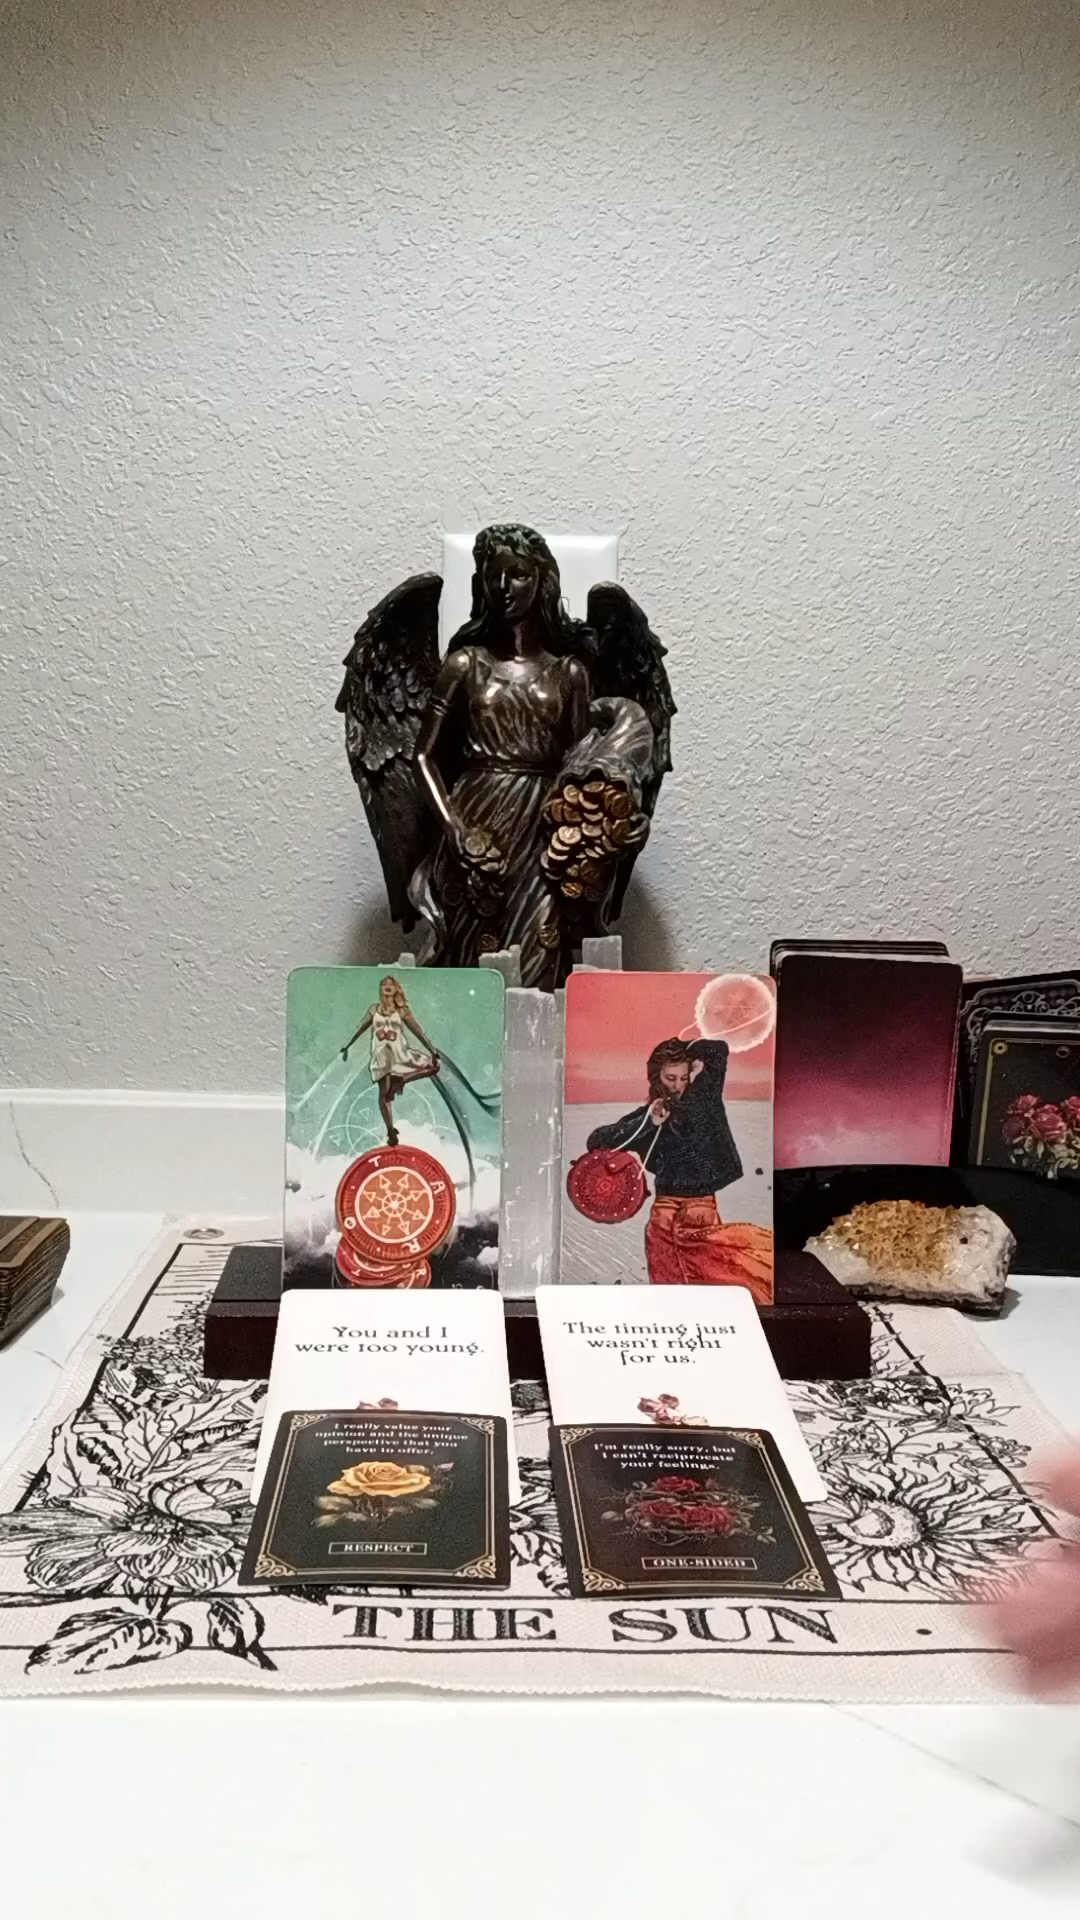 T A
O R
You and I
were too young.
The timing just
wasn't right
for us.
I really value your
opinion and the unique
perspective that you
have to offer.
RESPECT
I'm really sorry, but
I can't reciprocate
your feelings.
ONE-SIDED
THE SUN